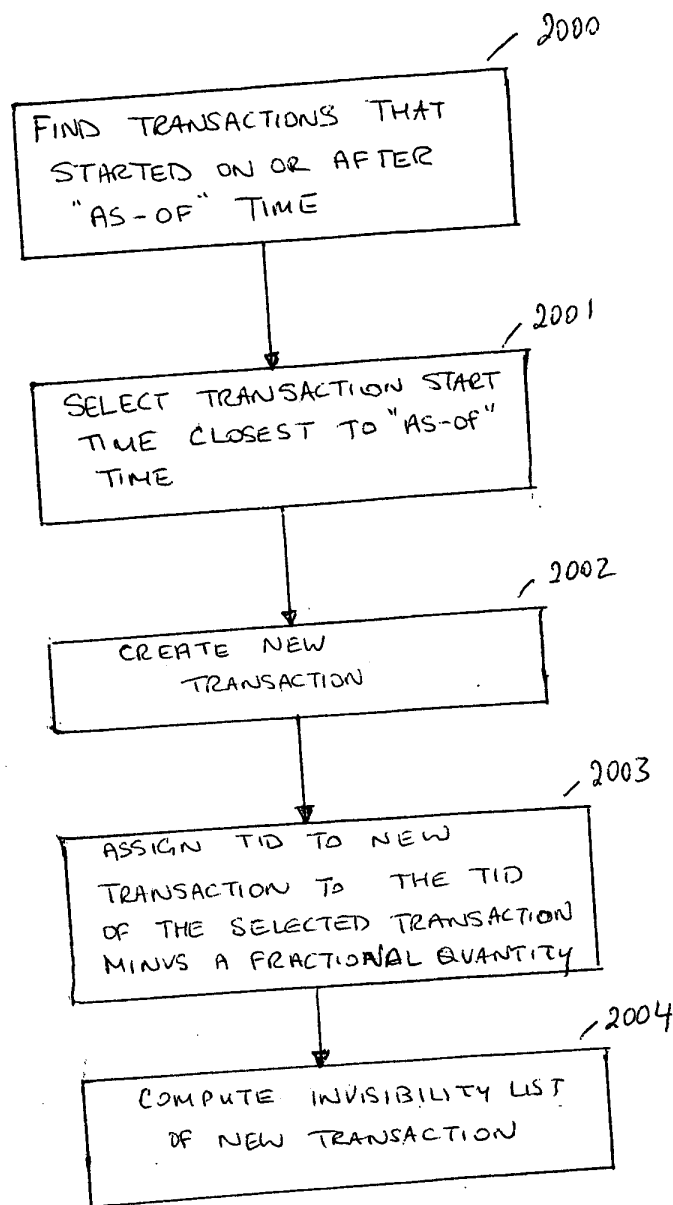 2000
FIND TRANSACTIONS THAT
STARTED ON OR AFTER
"AS-OF" TIME
2001
SELECT TRANSACTION START
TIME CLOSEST TO "AS-OF"
TIME
2002
CREATE NEW
TRANSACTION
2003
ASSIGN TID TO NEW
TRANSACTION TO THE TID
OF THE SELECTED TRANSACTION
MINUS A FRACTIONAL QUANTITY
2004
COMPUTE INVISIBILITY LIST
OF NEW TRANSACTION